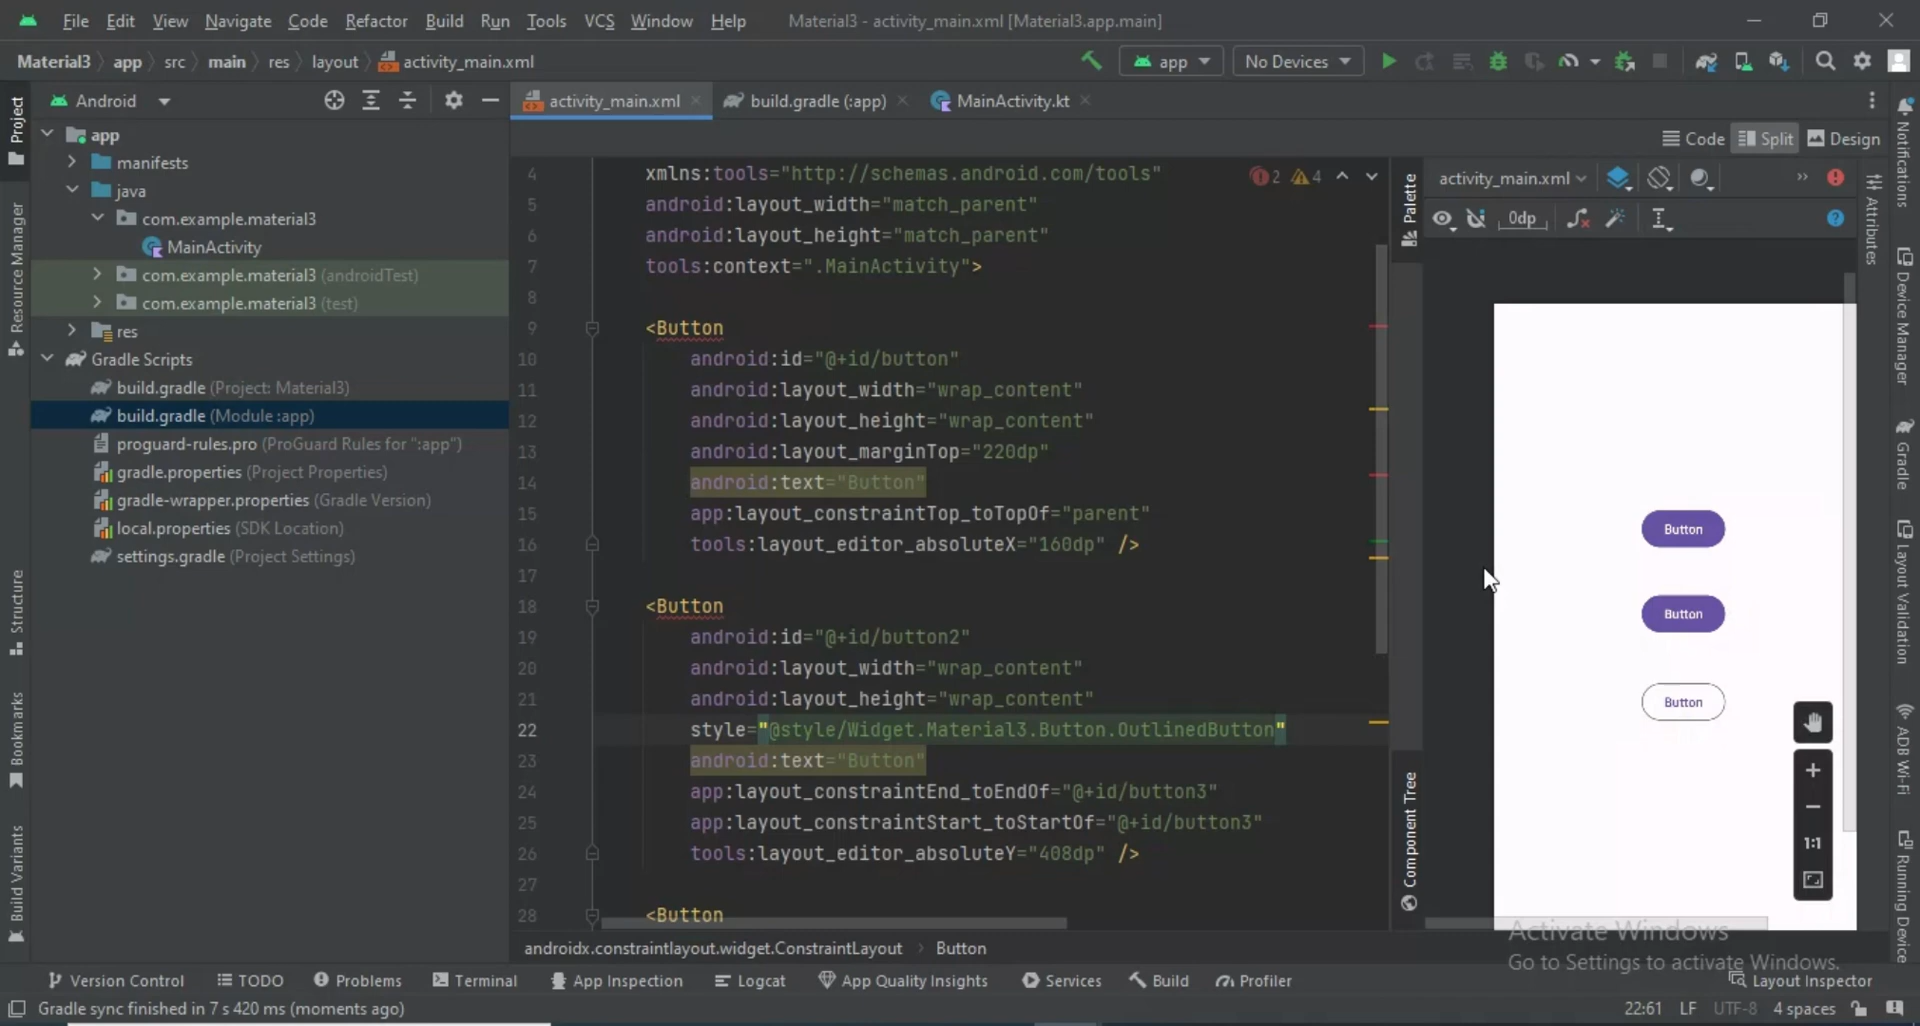 File Edit View Navigate Code Refactor Build Run Tools VCS Window Help Material3 - activity_main.xml [Material3.app.main]
Material3 app src main res layout activity_main.xml app No Devices
Project
Android
activity_main.xml build.gradle (:app) MainActivity.kt
Code Split Design
app
manifests
java
com.example.material3
MainActivity
com.example.material3 (androidTest)
com.example.material3 (test)
res
Gradle Scripts
build.gradle (Project: Material3)
build.gradle (Module :app)
proguard-rules.pro (ProGuard Rules for ":app")
gradle.properties (Project Properties)
gradle-wrapper.properties (Gradle Version)
local.properties (SDK Location)
settings.gradle (Project Settings)
Resource Manager
Structure
Bookmarks
Build Variants
4 xmlns:tools="http://schemas.android.com/tools"
5 android:layout_width="match_parent"
6 android:layout_height="match_parent"
7 tools:context=".MainActivity">
8
9 <Button
10 android:id="@+id/button"
11 android:layout_width="wrap_content"
12 android:layout_height="wrap_content"
13 android:layout_marginTop="220dp"
14 android:text="Button"
15 app:layout_constraintTop_toTopOf="parent"
16 tools:layout_editor_absoluteX="160dp" />
17
18 <Button
19 android:id="@+id/button2"
20 android:layout_width="wrap_content"
21 android:layout_height="wrap_content"
22 style="@style/Widget.Material3.Button.OutlinedButton"
23 android:text="Button"
24 app:layout_constraintEnd_toEndOf="@+id/button3"
25 app:layout_constraintStart_toStartOf="@+id/button3"
26 tools:layout_editor_absoluteY="408dp" />
27
28 <Button
2 4
androidx.constraintlayout.widget.ConstraintLayout Button
Palette
Component Tree
activity_main.xml
0dp
Button
Button
Button
1:1
Attributes
Notifications
Device Manager
Gradle
Layout Validation
ADB Wi-Fi
Running Device
Activate Windows
Go to Settings to activate Windows.
Version Control TODO Problems Terminal App Inspection Logcat App Quality Insights Services Build Profiler Layout Inspector
Gradle sync finished in 7 s 420 ms (moments ago) 22:61 LF UTF-8 4 spaces